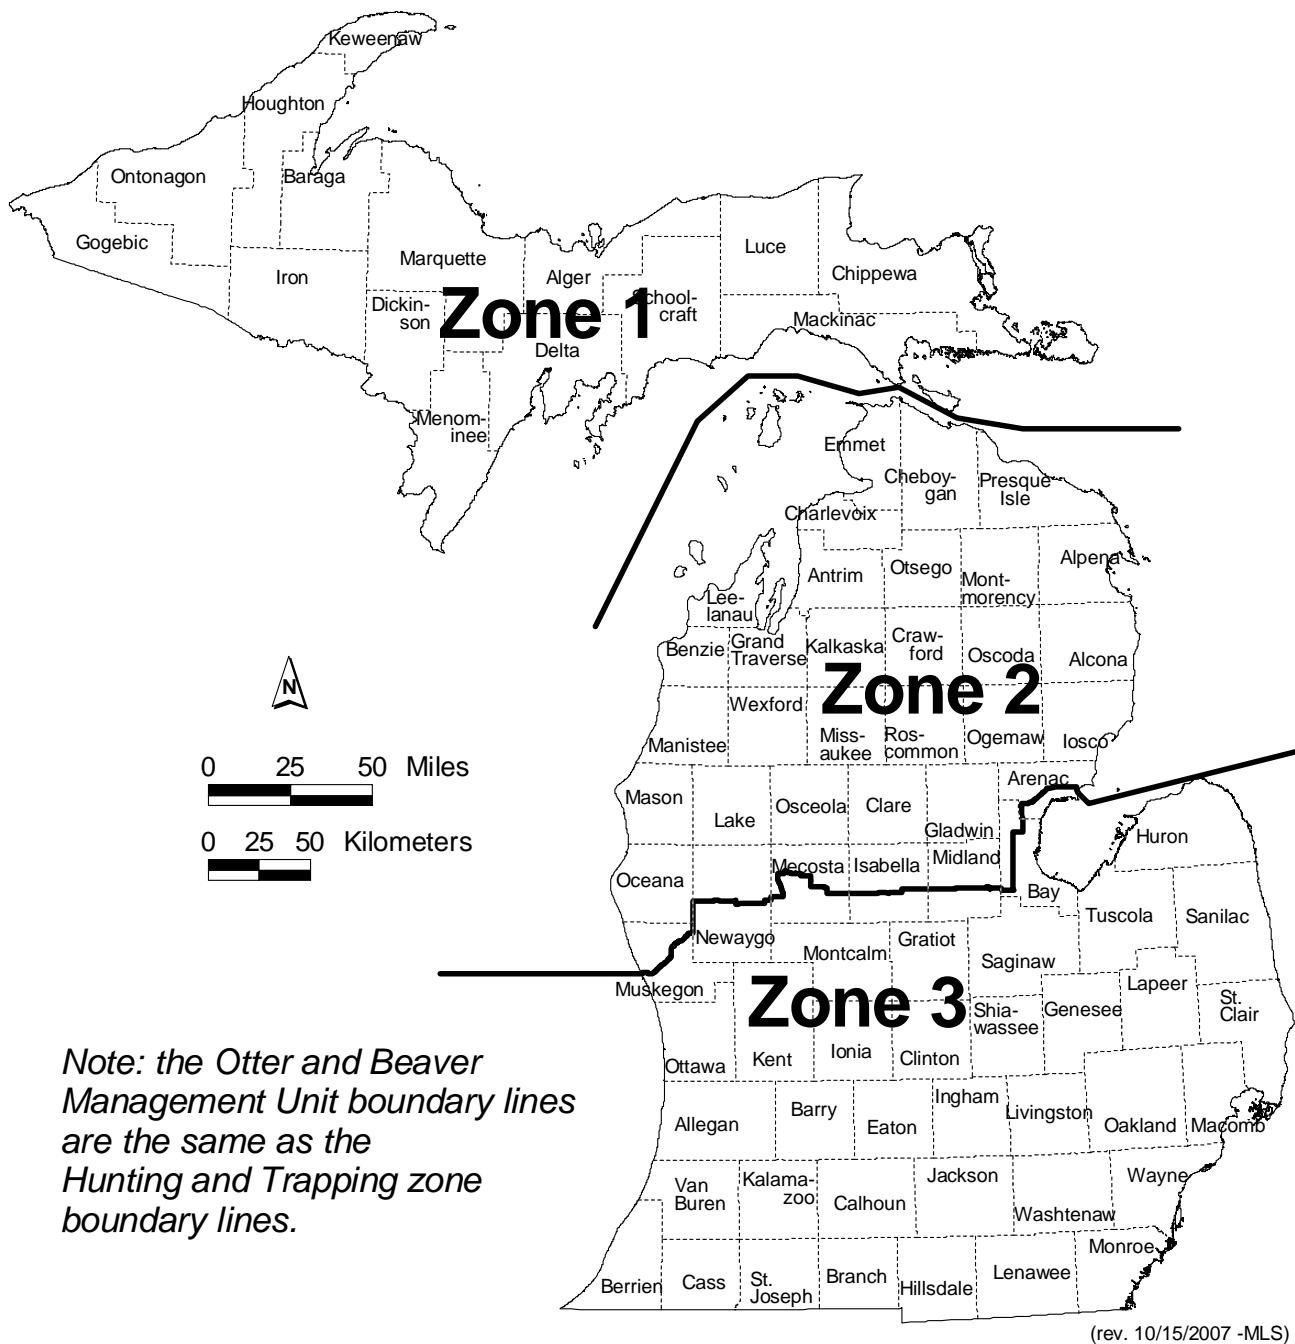 Keweenaw
Houghton
Ontonagon
Baraga
Gogebic
Iron
Marquette
Alger
Luce
Chippewa
Dickin-
son
School-
craft
Mackinac
Zone 1
Delta
Menom-
inee
Emmet
Cheboy-
gan
Presque
Isle
Charlevoix
Antrim
Otsego
Mont-
morency
Alpena
Lee-
lanau
Benzie
Grand
Traverse
Kalkaska
Craw-
ford
Oscoda
Alcona
Zone 2
Wexford
Manistee
Miss-
aukee
Ros-
common
Ogemaw
Iosco
N
0 25 50 Miles
0 25 50 Kilometers
Arenac
Mason
Lake
Osceola
Clare
Gladwin
Huron
Oceana
Mecosta
Isabella
Midland
Bay
Tuscola
Sanilac
Newaygo
Montcalm
Gratiot
Saginaw
Lapeer
Muskegon
Zone 3
Shia-
wassee
Genesee
St.
Clair
Ottawa
Kent
Ionia
Clinton
Note: the Otter and Beaver
Management Unit boundary lines
are the same as the
Hunting and Trapping zone
boundary lines.
Allegan
Barry
Eaton
Ingham
Livingston
Oakland
Macomb
Van
Buren
Kalama-
zoo
Calhoun
Jackson
Washtenaw
Wayne
Berrien
Cass
St.
Joseph
Branch
Hillsdale
Lenawee
Monroe
(rev. 10/15/2007 -MLS)